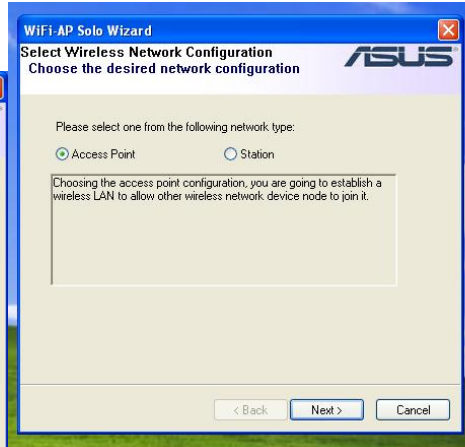 WiFi-AP Solo Wizard
Select Wireless Network Configuration
Choose the desired network configuration
ASUS
Please select one from the following network type:
Access Point
Station
Choosing the access point configuration, you are going to establish a
wireless LAN to allow other wireless network device node to join it.
< Back
Next >
Cancel